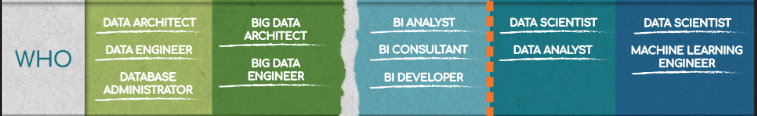 WHO
DATA ARCHITECT
DATA ENGINEER
DATABASE
ADMINISTRATOR
BIG DATA
ARCHITECT
BIG DATA
ENGINEER
BI ANALYST
BI CONSULTANT
BI DEVELOPER
DATA SCIENTIST
DATA ANALYST
DATA SCIENTIST
MACHINE LEARNING
ENGINEER